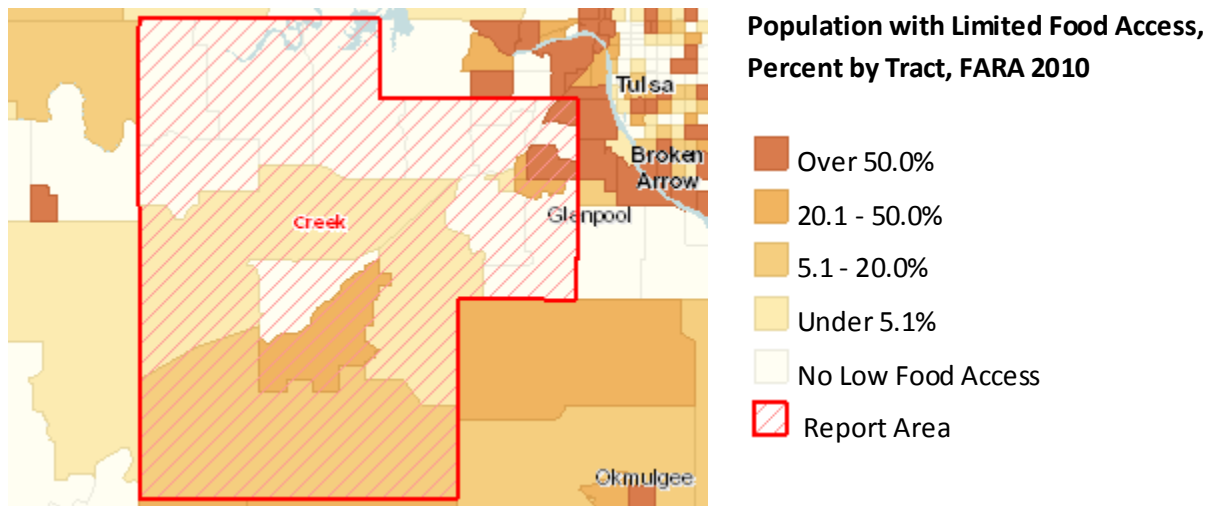 Population with Limited Food Access,
Percent by Tract, FARA 2010
Tulsa
Broken
Arrow
Glenpool
Creek
Okmulgee
Over 50.0%
20.1 - 50.0%
5.1 - 20.0%
Under 5.1%
No Low Food Access
Report Area